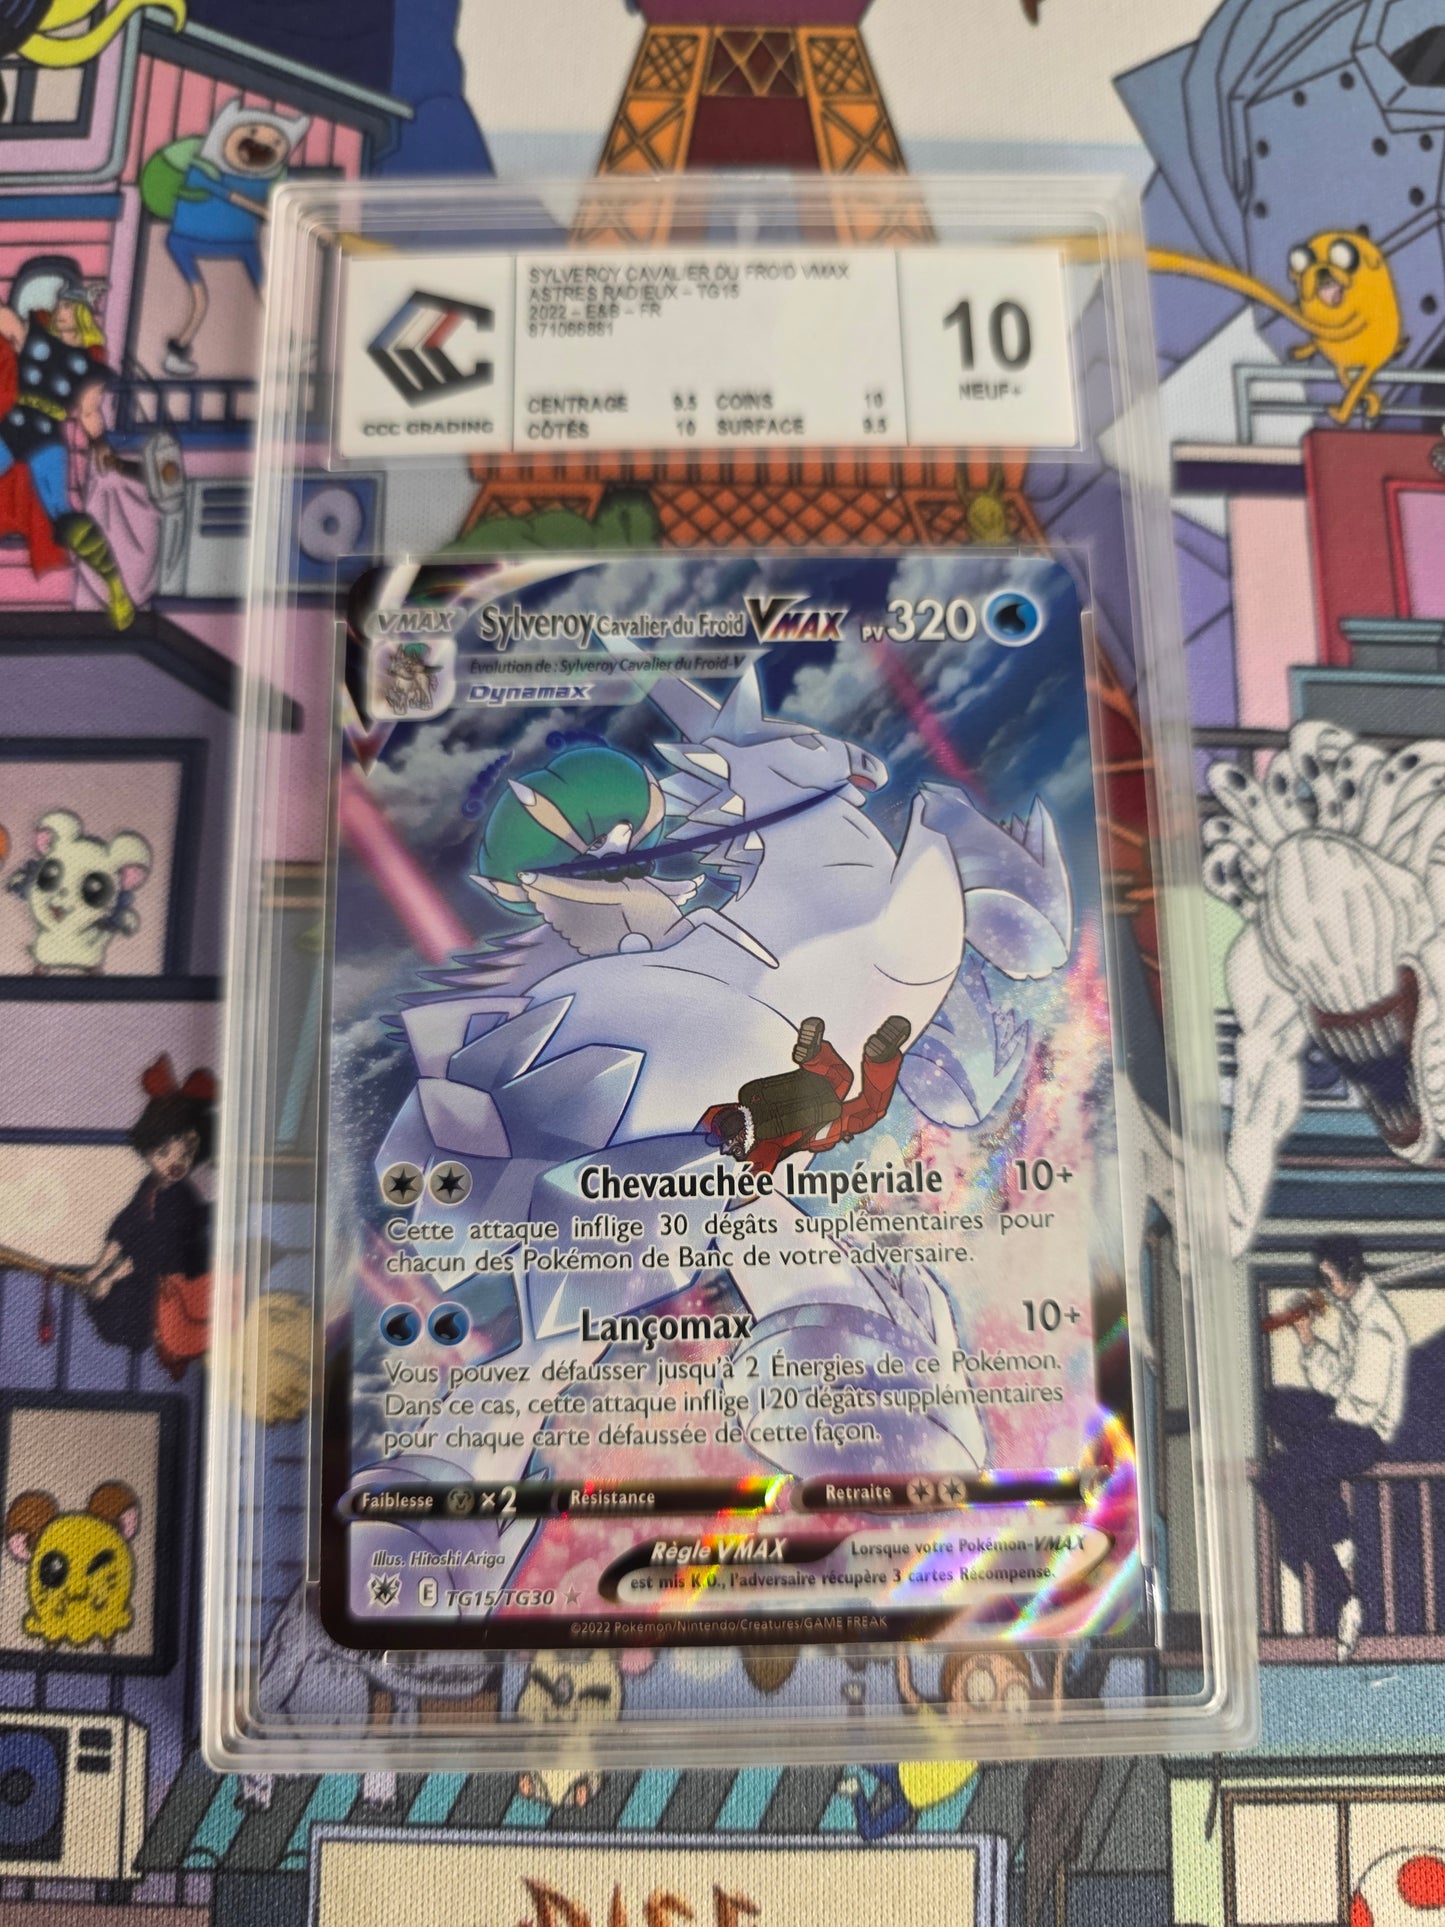 SYLVEROY CAVALIER DU FROID VMAX
ASTRES RADIEUX - TG15
2022 - E&B - FR
871066881
CENTRAGE 9.5 COINS 10
CÔTÉS 10 SURFACE 9.5
CCC GRADING
10
NEUF+
VMAX Sylveroy Cavalier du Froid VMAX PV 320
Évolution de : Sylveroy Cavalier du Froid-V
Dynamax
Chevauchée Impériale 10+
Cette attaque inflige 30 dégâts supplémentaires pour
chacun des Pokémon de Banc de votre adversaire.
Lançomax 10+
Vous pouvez défausser jusqu'à 2 Énergies de ce Pokémon.
Dans ce cas, cette attaque inflige 120 dégâts supplémentaires
pour chaque carte défaussée de cette façon.
Faiblesse ×2 Résistance Retraite
Illus. Hitoshi Ariga
Règle VMAX Lorsque votre Pokémon-VMAX
est mis K.O., l'adversaire récupère 3 cartes Récompense.
E TG15/TG30
©2022 Pokémon/Nintendo/Creatures/GAME FREAK